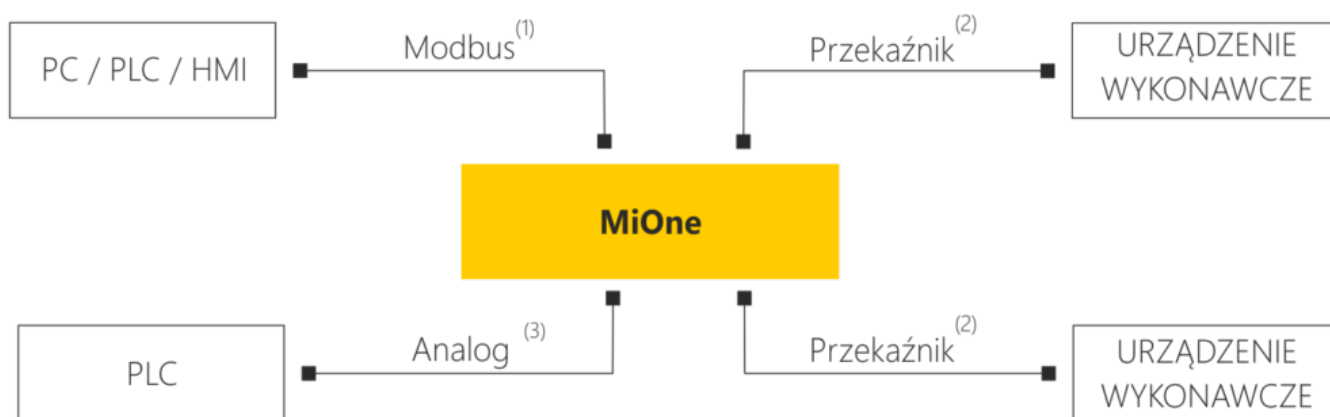 PC / PLC / HMI
Modbus(1)
Przekaźnik(2)
URZĄDZENIE
WYKONAWCZE
MiOne
PLC
Analog (3)
Przekaźnik(2)
URZĄDZENIE
WYKONAWCZE